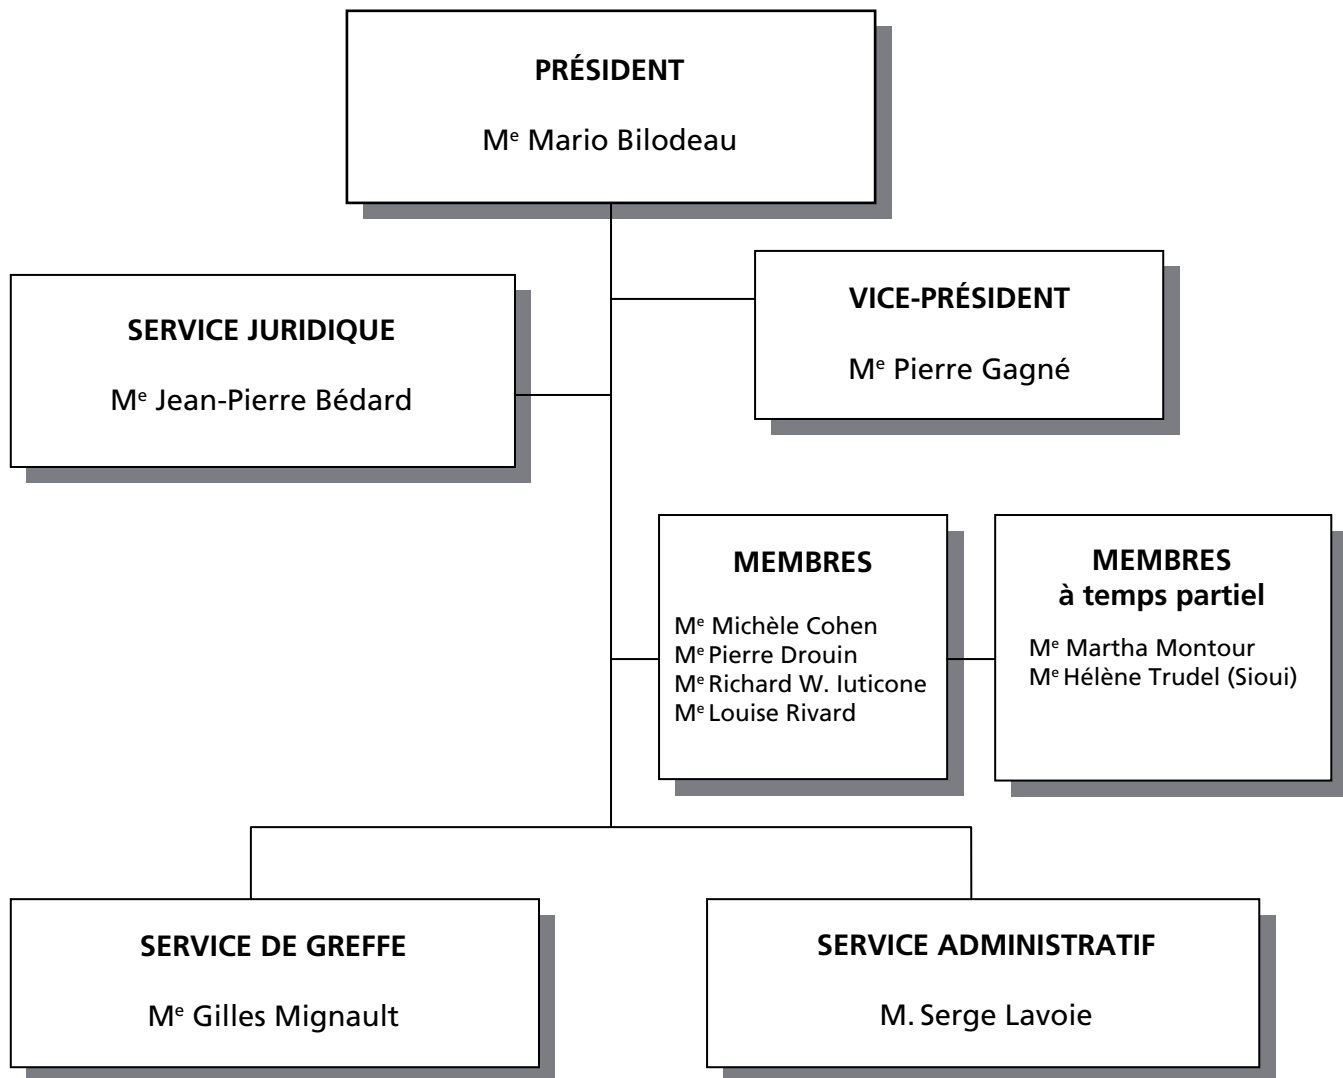 PRÉSIDENT
Mᵉ Mario Bilodeau
VICE-PRÉSIDENT
Mᵉ Pierre Gagné
SERVICE JURIDIQUE
Mᵉ Jean-Pierre Bédard
MEMBRES
Mᵉ Michèle Cohen
Mᵉ Pierre Drouin
Mᵉ Richard W. Iuticone
Mᵉ Louise Rivard
MEMBRES
à temps partiel
Mᵉ Martha Montour
Mᵉ Hélène Trudel (Sioui)
SERVICE DE GREFFE
Mᵉ Gilles Mignault
SERVICE ADMINISTRATIF
M. Serge Lavoie